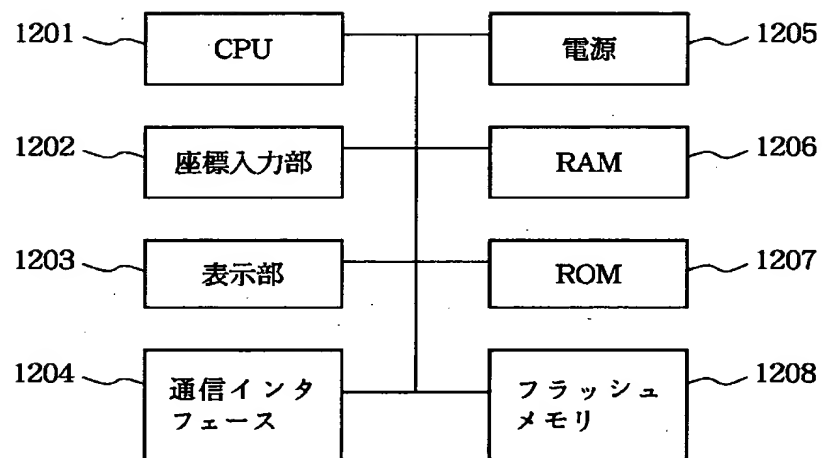 1201
CPU
電源
1205
1202
座標入力部
RAM
1206
1203
表示部
ROM
1207
1204
通信インタ
フェース
フラッシュ
メモリ
1208